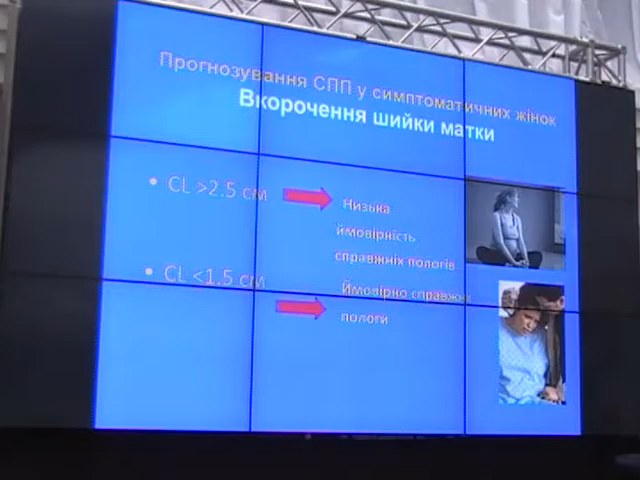 Прогнозування СПП у симптоматичних жінок
Вкорочення шийки матки
• CL >2.5 см
Низька
ймовірність
справжніх пологів
• CL <1.5 см
Ймовірно справжні
пологи